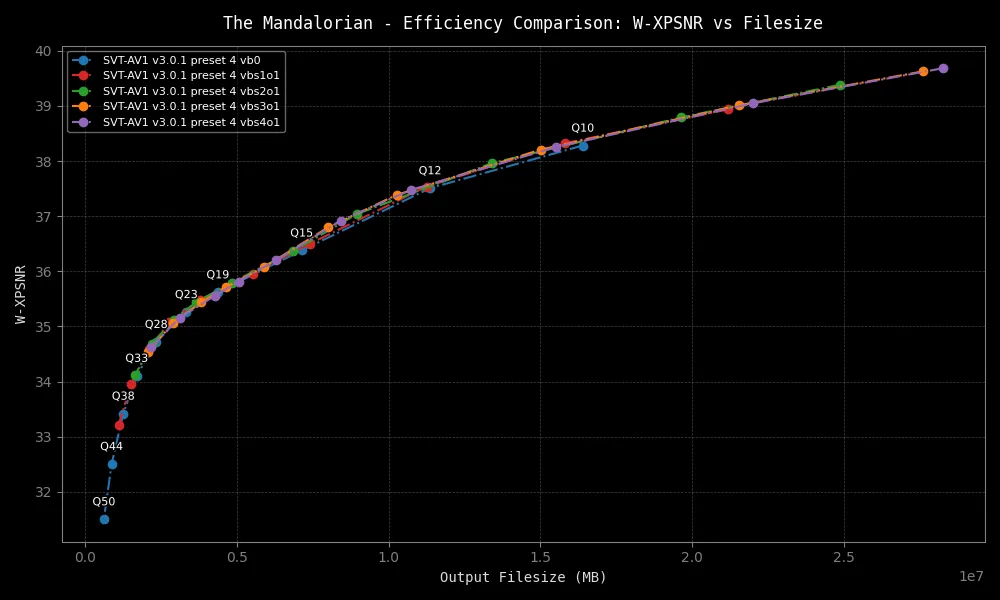 The Mandalorian - Efficiency Comparison: W-XPSNR vs Filesize
SVT-AV1 v3.0.1 preset 4 vb0
SVT-AV1 v3.0.1 preset 4 vbs1o1
SVT-AV1 v3.0.1 preset 4 vbs2o1
SVT-AV1 v3.0.1 preset 4 vbs3o1
SVT-AV1 v3.0.1 preset 4 vbs4o1
40
39
38
37
36
35
34
33
32
W-XPSNR
Q10
Q12
Q15
Q19
Q23
Q28
Q33
Q38
Q44
Q50
0.0 0.5 1.0 1.5 2.0 2.5
1e7
Output Filesize (MB)